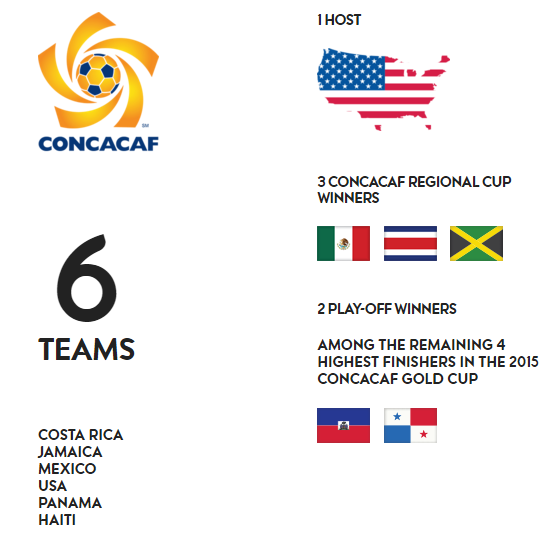 CONCACAF
6
TEAMS
COSTA RICA
JAMAICA
MEXICO
USA
PANAMA
HAITI
1 HOST
3 CONCACAF REGIONAL CUP
WINNERS
2 PLAY-OFF WINNERS
AMONG THE REMAINING 4
HIGHEST FINISHERS IN THE 2015
CONCACAF GOLD CUP